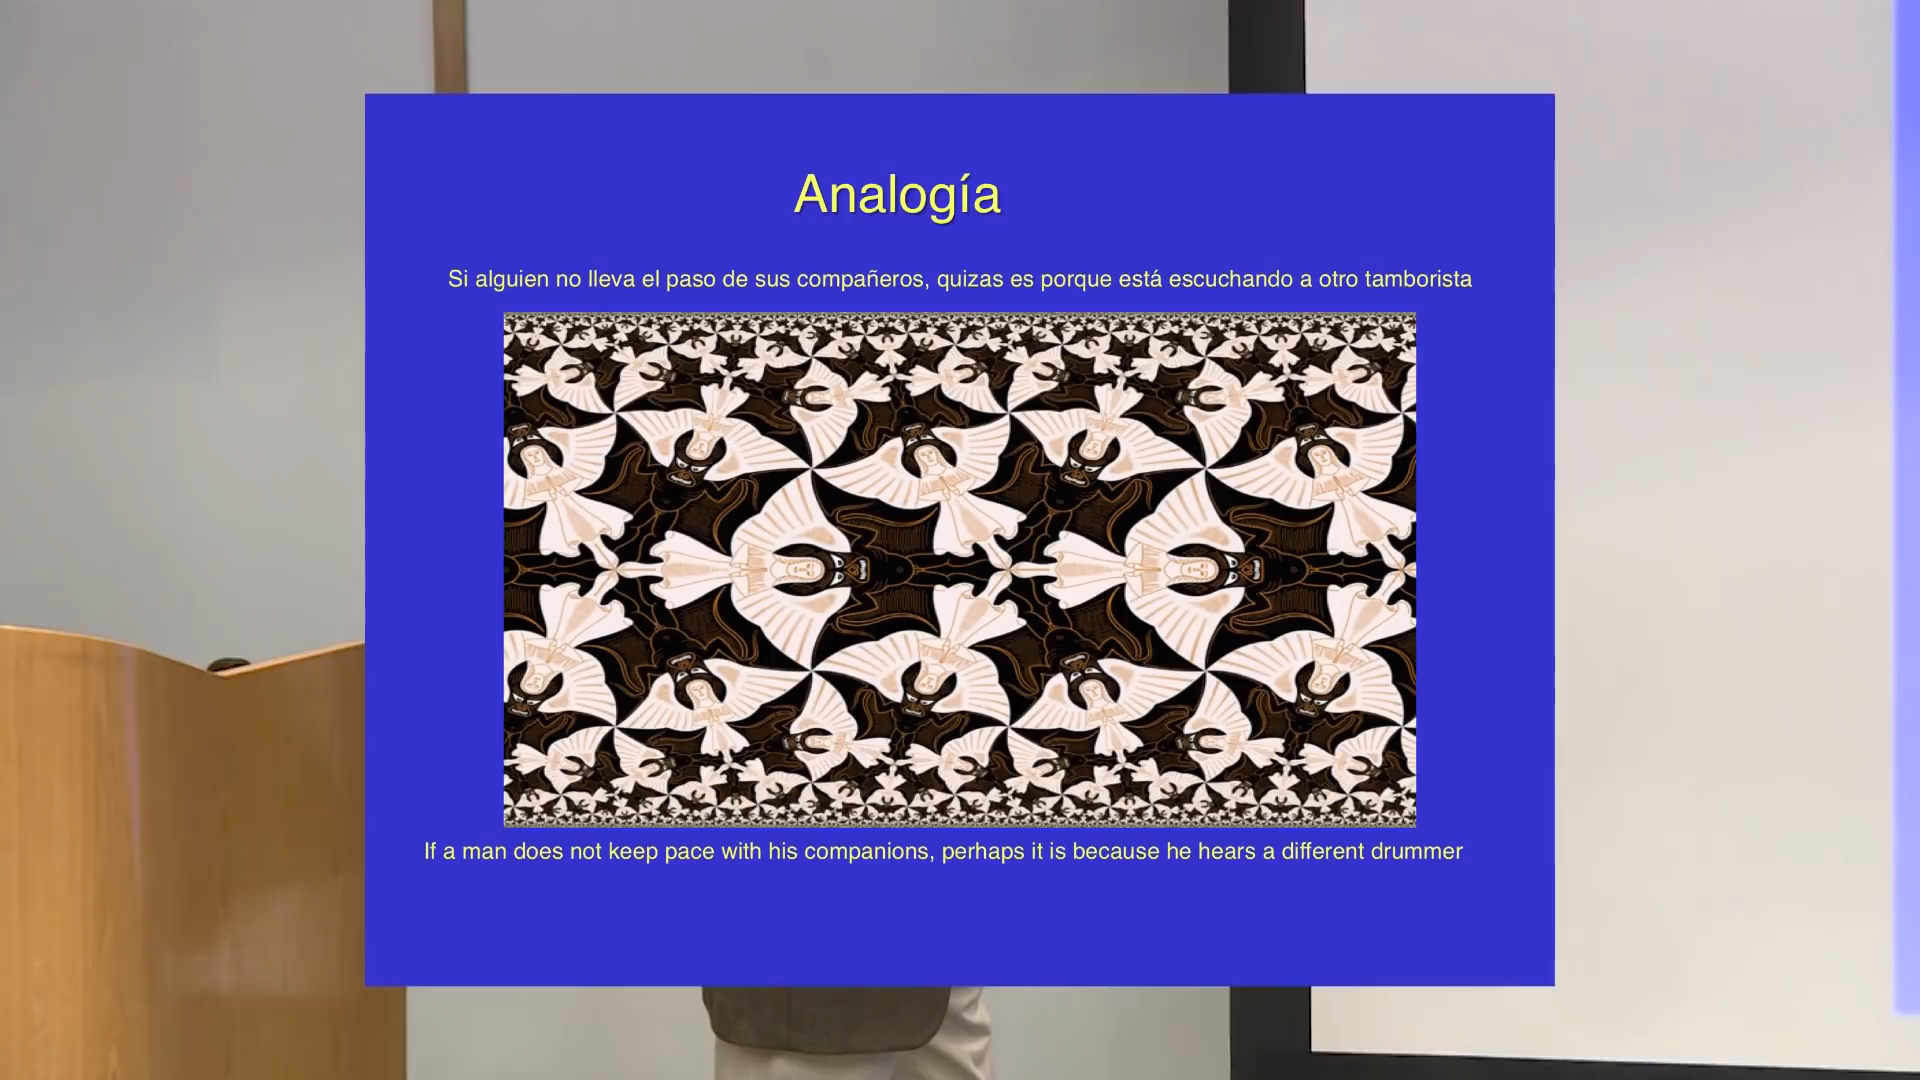 Analogía
Si alguien no lleva el paso de sus compañeros, quizas es porque está escuchando a otro tamborista
If a man does not keep pace with his companions, perhaps it is because he hears a different drummer